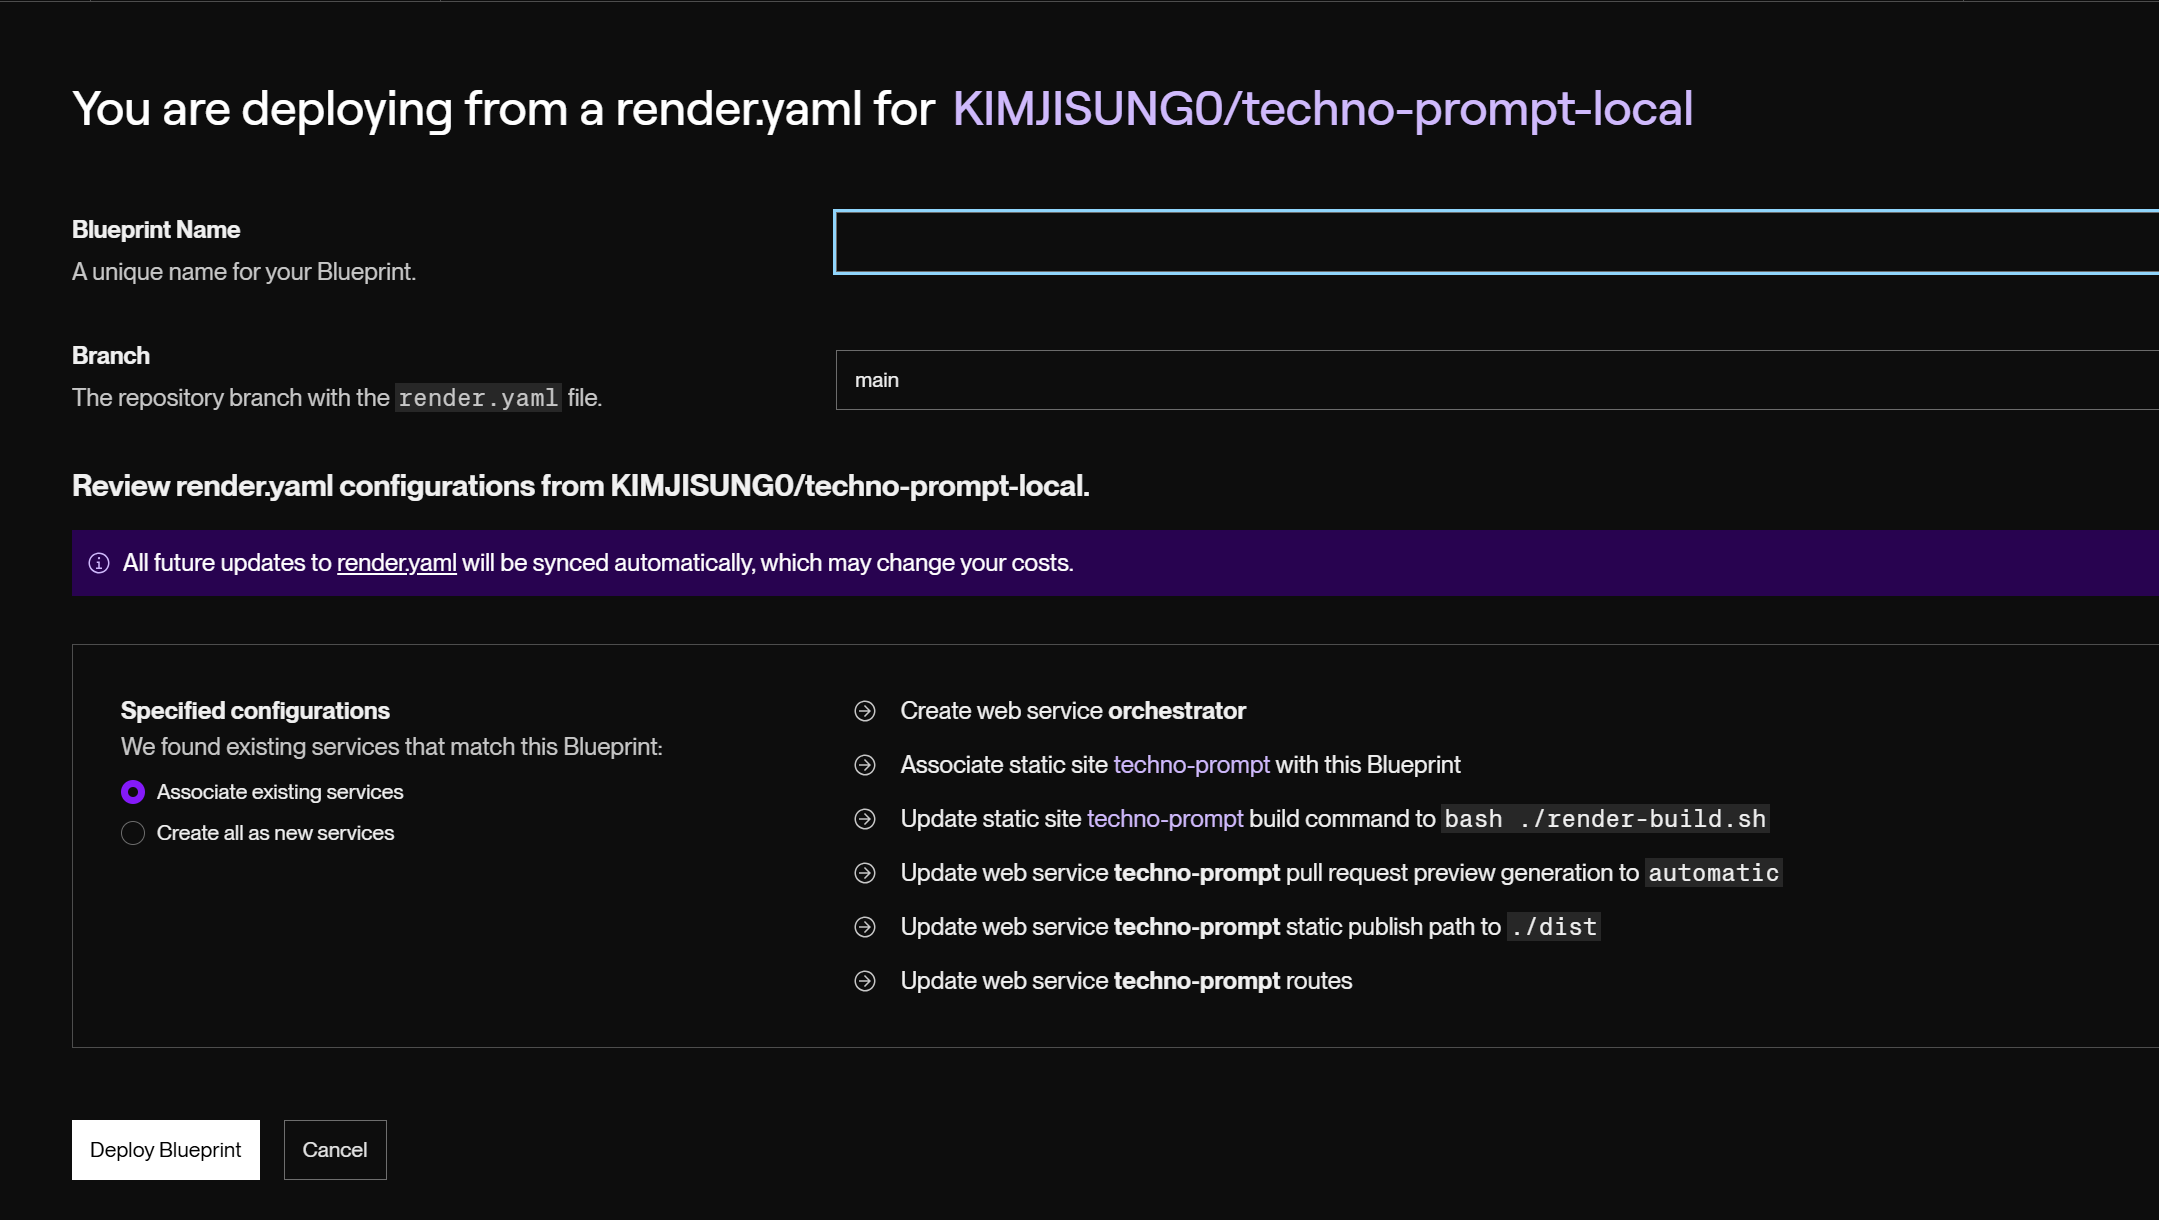 You are deploying from a render.yaml for KIMJISUNG0/techno-prompt-local
Blueprint Name
A unique name for your Blueprint.
Branch
The repository branch with the render.yaml file.
main
Review render.yaml configurations from KIMJISUNG0/techno-prompt-local.
All future updates to render.yaml will be synced automatically, which may change your costs.
Specified configurations
We found existing services that match this Blueprint:
Associate existing services
Create all as new services
Create web service orchestrator
Associate static site techno-prompt with this Blueprint
Update static site techno-prompt build command to bash ./render-build.sh
Update web service techno-prompt pull request preview generation to automatic
Update web service techno-prompt static publish path to ./dist
Update web service techno-prompt routes
Deploy Blueprint
Cancel